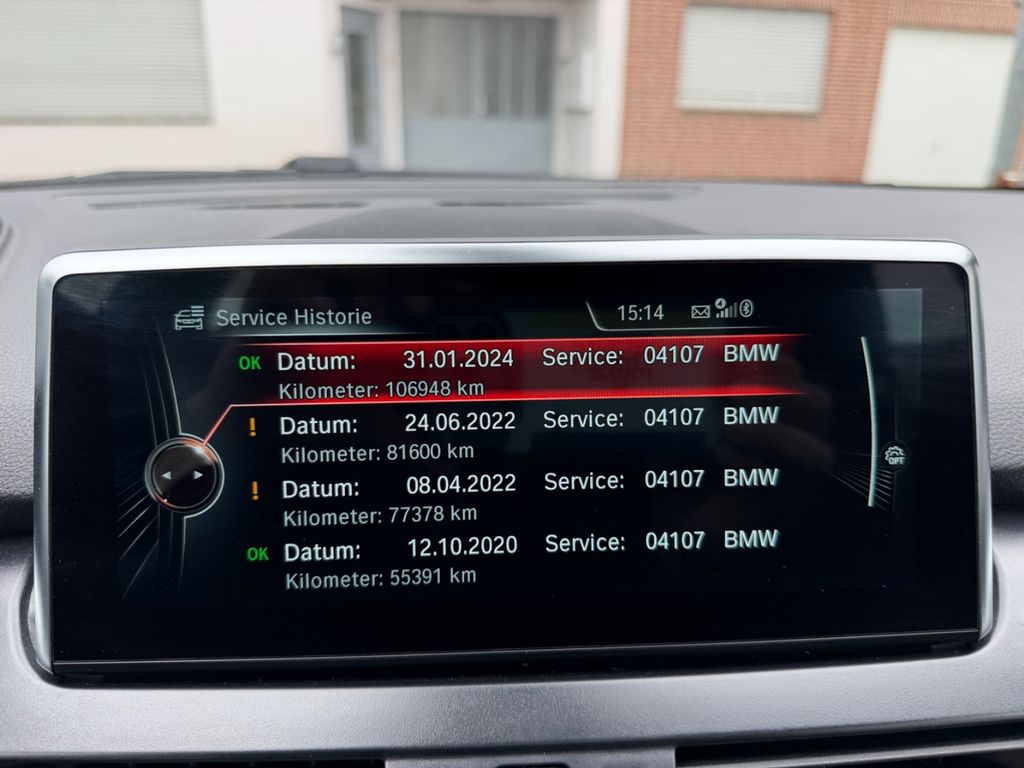 Service Historie 15:14
OK Datum: 31.01.2024 Service: 04107 BMW
Kilometer: 106948 km
! Datum: 24.06.2022 Service: 04107 BMW
Kilometer: 81600 km
! Datum: 08.04.2022 Service: 04107 BMW
Kilometer: 77378 km
OPT
OK Datum: 12.10.2020 Service: 04107 BMW
Kilometer: 55391 km